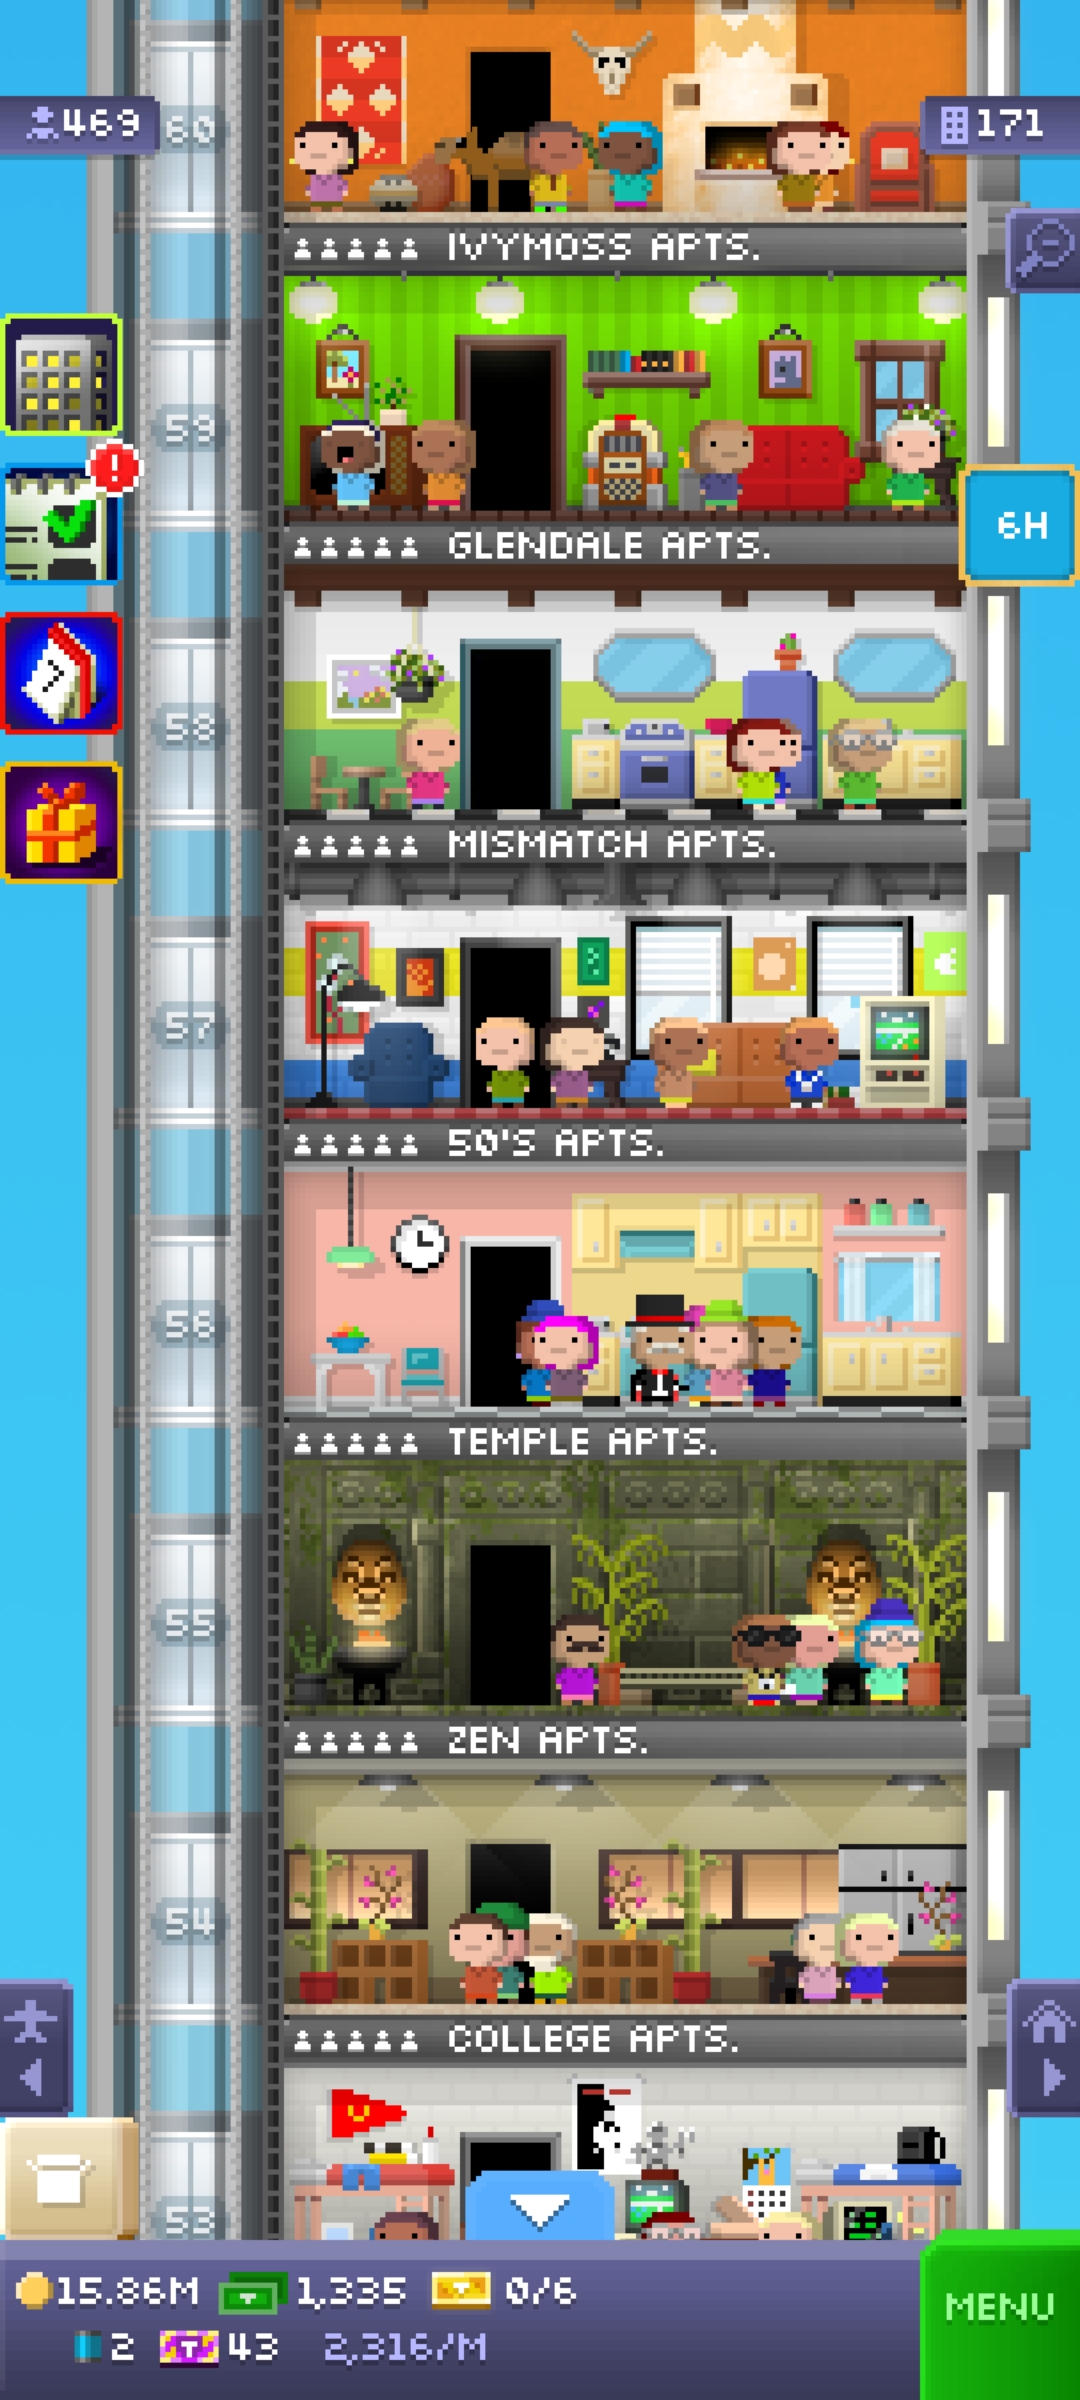 469
60
171
IVYMOSS APTS.
59
6H
GLENDALE APTS.
58
MISMATCH APTS.
57
50'S APTS.
56
TEMPLE APTS.
55
ZEN APTS.
54
COLLEGE APTS.
53
15.86M 1,335 0/6
2 43 2,316/M
MENU